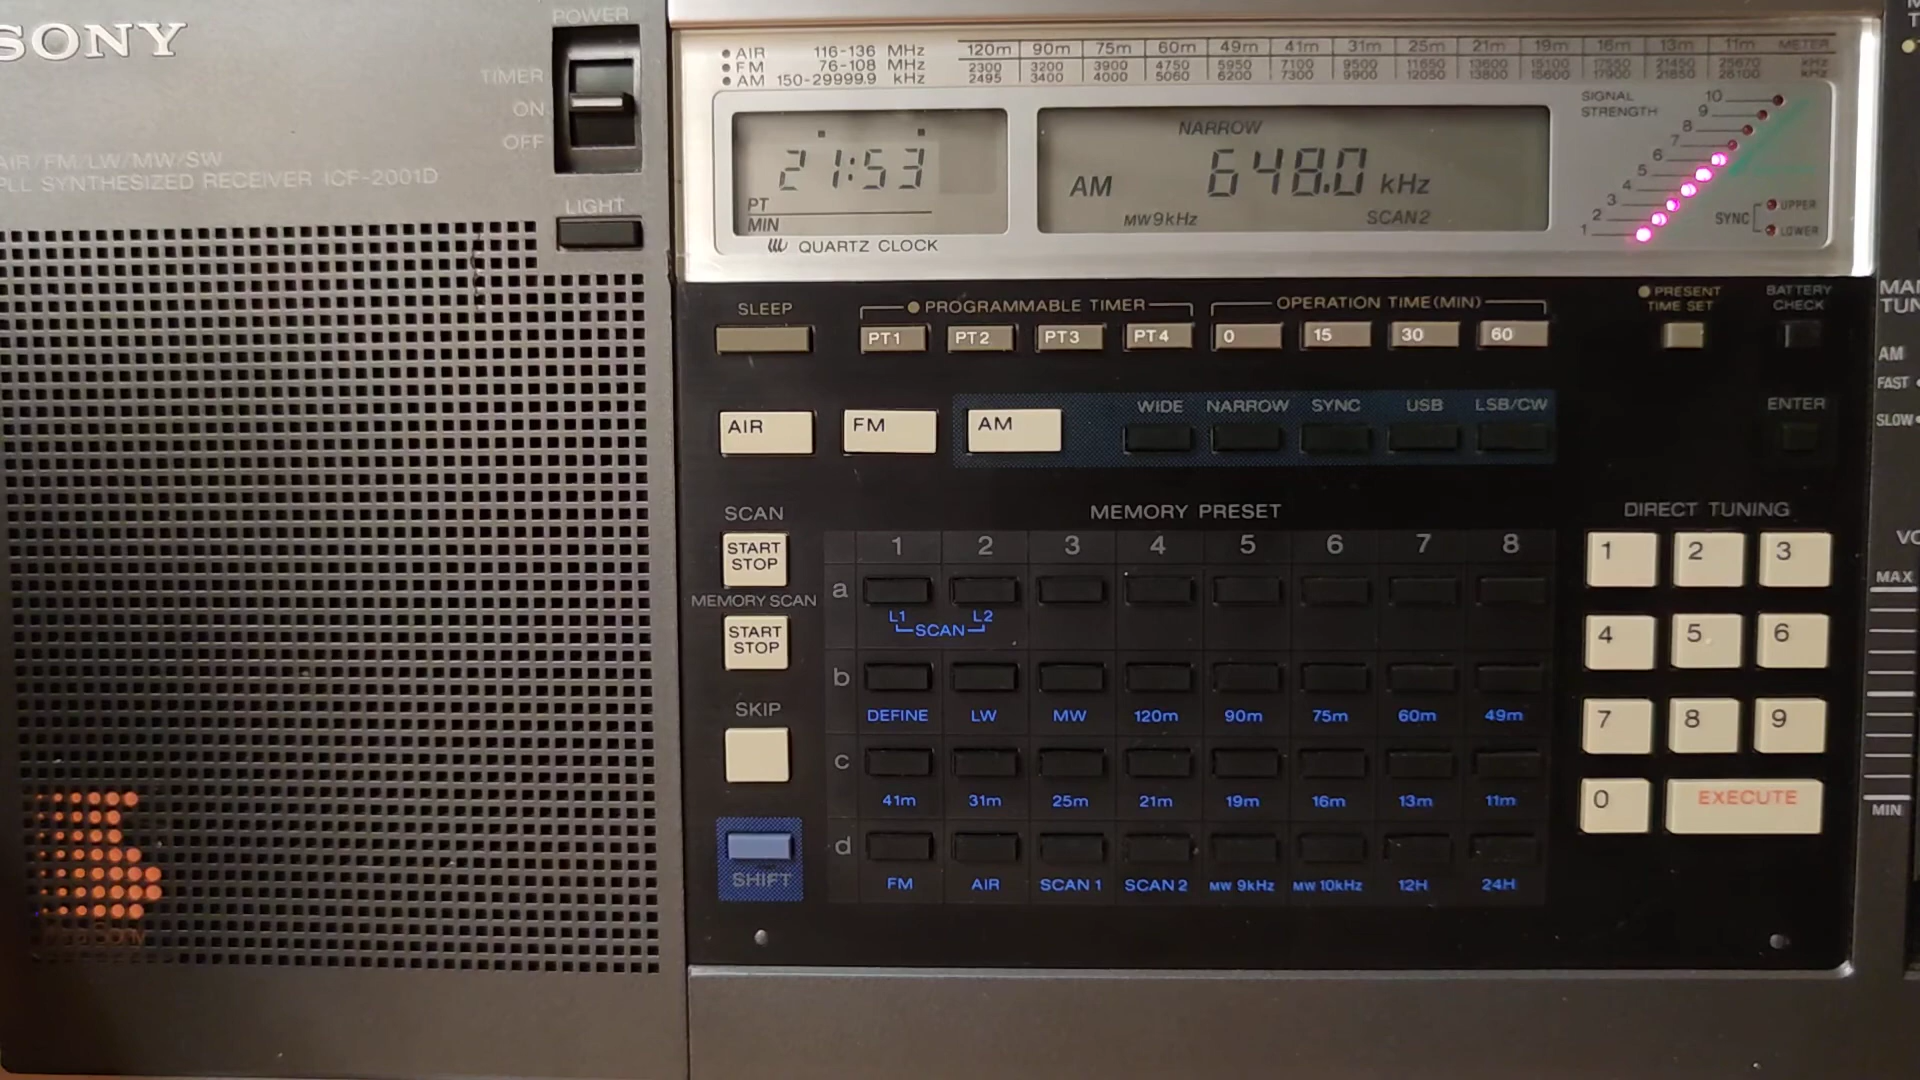 SONY
POWER
TIMER
ON
OFF
AIR/FM/LW/MW/SW
PLL SYNTHESIZED RECEIVER ICF-2001D
LIGHT
AIR 116-136 MHz
FM 76-108 MHz
AM 150-29999.9 kHz
120m 90m 75m 60m 49m 41m 31m 25m 21m 19m 16m 13m 11m METER
2300 3200 3900 4750 5950 7100 9500 11650 13600 15100 17550 21450 25670 kHz
2495 3400 4000 5060 6200 7300 9900 12050 13800 15600 17900 21850 26100 kHz
21:53
PT
MIN
QUARTZ CLOCK
NARROW
AM 648.0 kHz
MW9kHz SCAN2
SIGNAL
STRENGTH
10
9
8
7
6
5
4
3
2
1
SYNC
UPPER
LOWER
SLEEP
PROGRAMMABLE TIMER
OPERATION TIME(MIN)
PRESENT
TIME SET
BATTERY
CHECK
PT1 PT2 PT3 PT4 0 15 30 60
AIR FM AM
WIDE NARROW SYNC USB LSB/CW
ENTER
SCAN
START
STOP
MEMORY SCAN
START
STOP
SKIP
SHIFT
MEMORY PRESET
1 2 3 4 5 6 7 8
a
L1 L2
SCAN
b
DEFINE LW MW 120m 90m 75m 60m 49m
c
41m 31m 25m 21m 19m 16m 13m 11m
d
FM AIR SCAN 1 SCAN 2 MW 9kHz MW 10kHz 12H 24H
DIRECT TUNING
1 2 3
4 5 6
7 8 9
0 EXECUTE
AM
FAST
SLOW
MAX
MIN